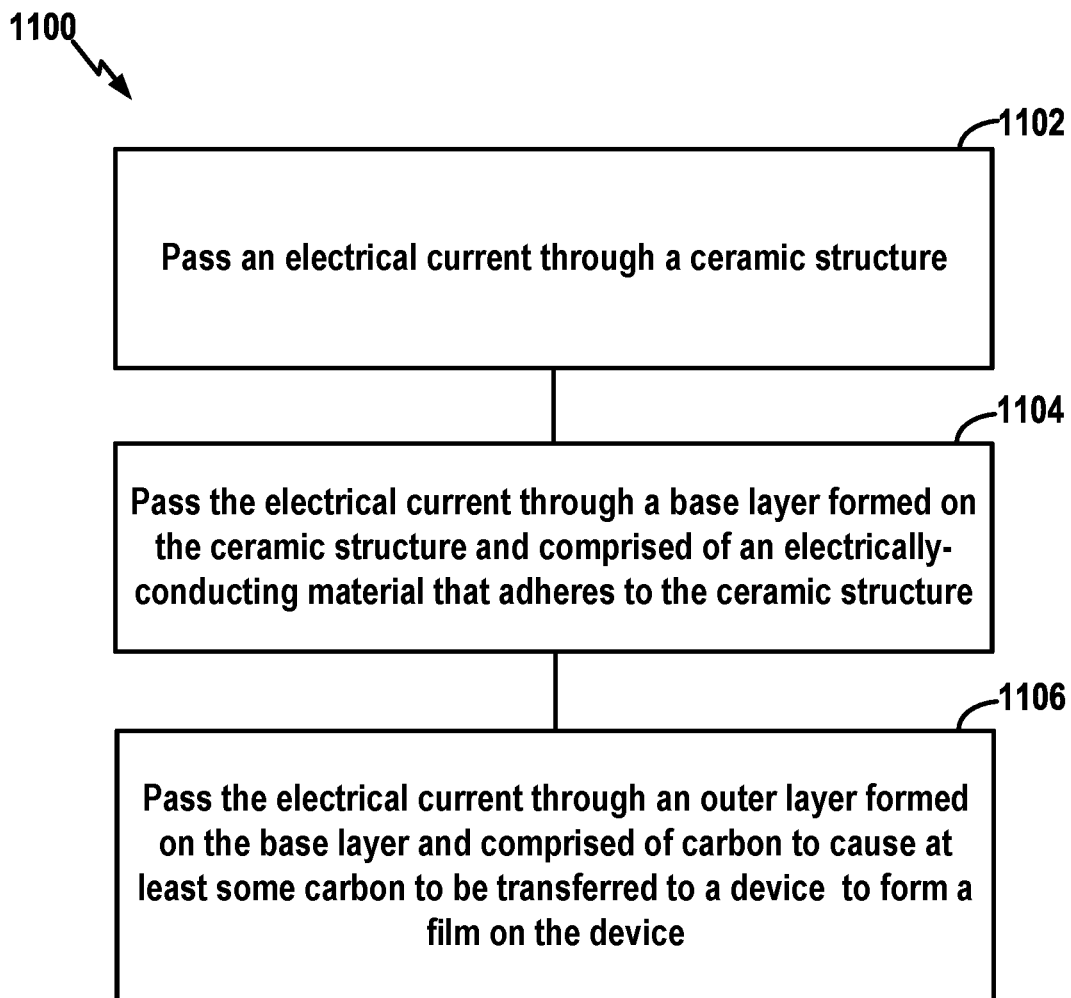 1100
1102
Pass an electrical current through a ceramic structure
1104
Pass the electrical current through a base layer formed on
the ceramic structure and comprised of an electrically-
conducting material that adheres to the ceramic structure
1106
Pass the electrical current through an outer layer formed
on the base layer and comprised of carbon to cause at
least some carbon to be transferred to a device to form a
film on the device